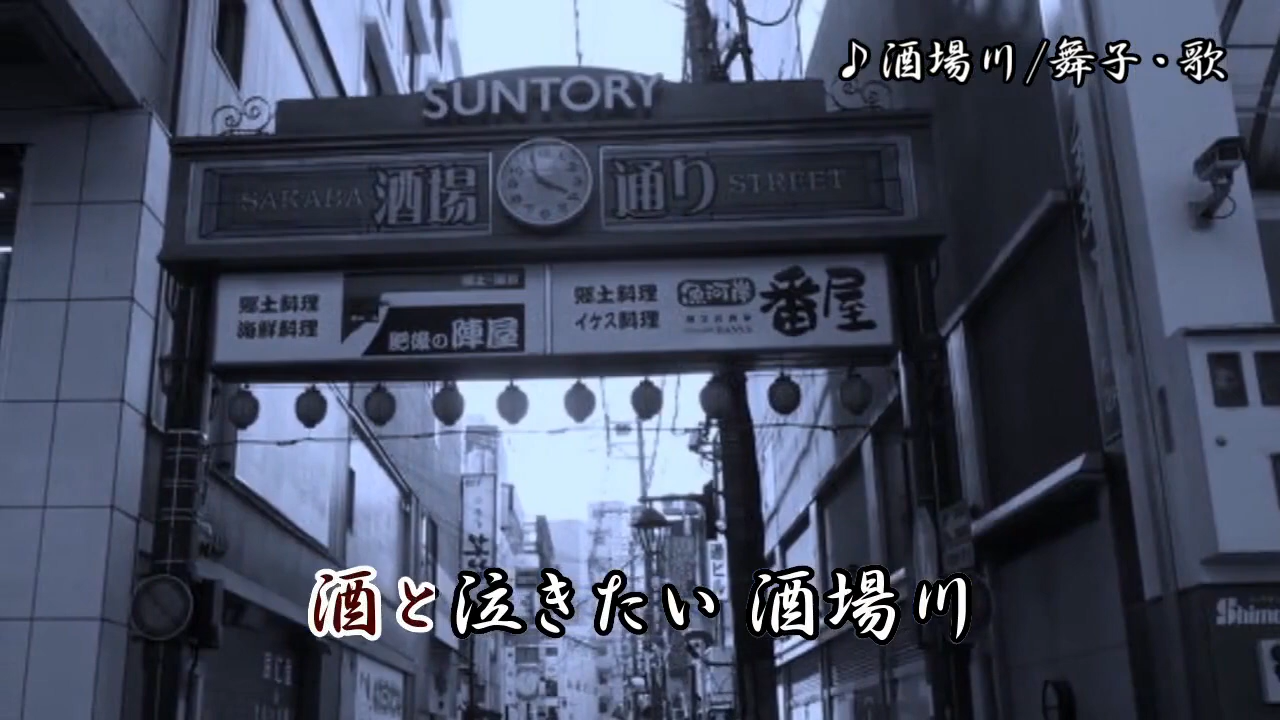 ♪酒場川/舞子・歌
SUNTORY
SAKABA 酒場 通り STREET
郷土料理
海鮮料理
肥後の陣屋
郷土料理
イケス料理
魚河岸
番屋
酒と泣きたい 酒場川